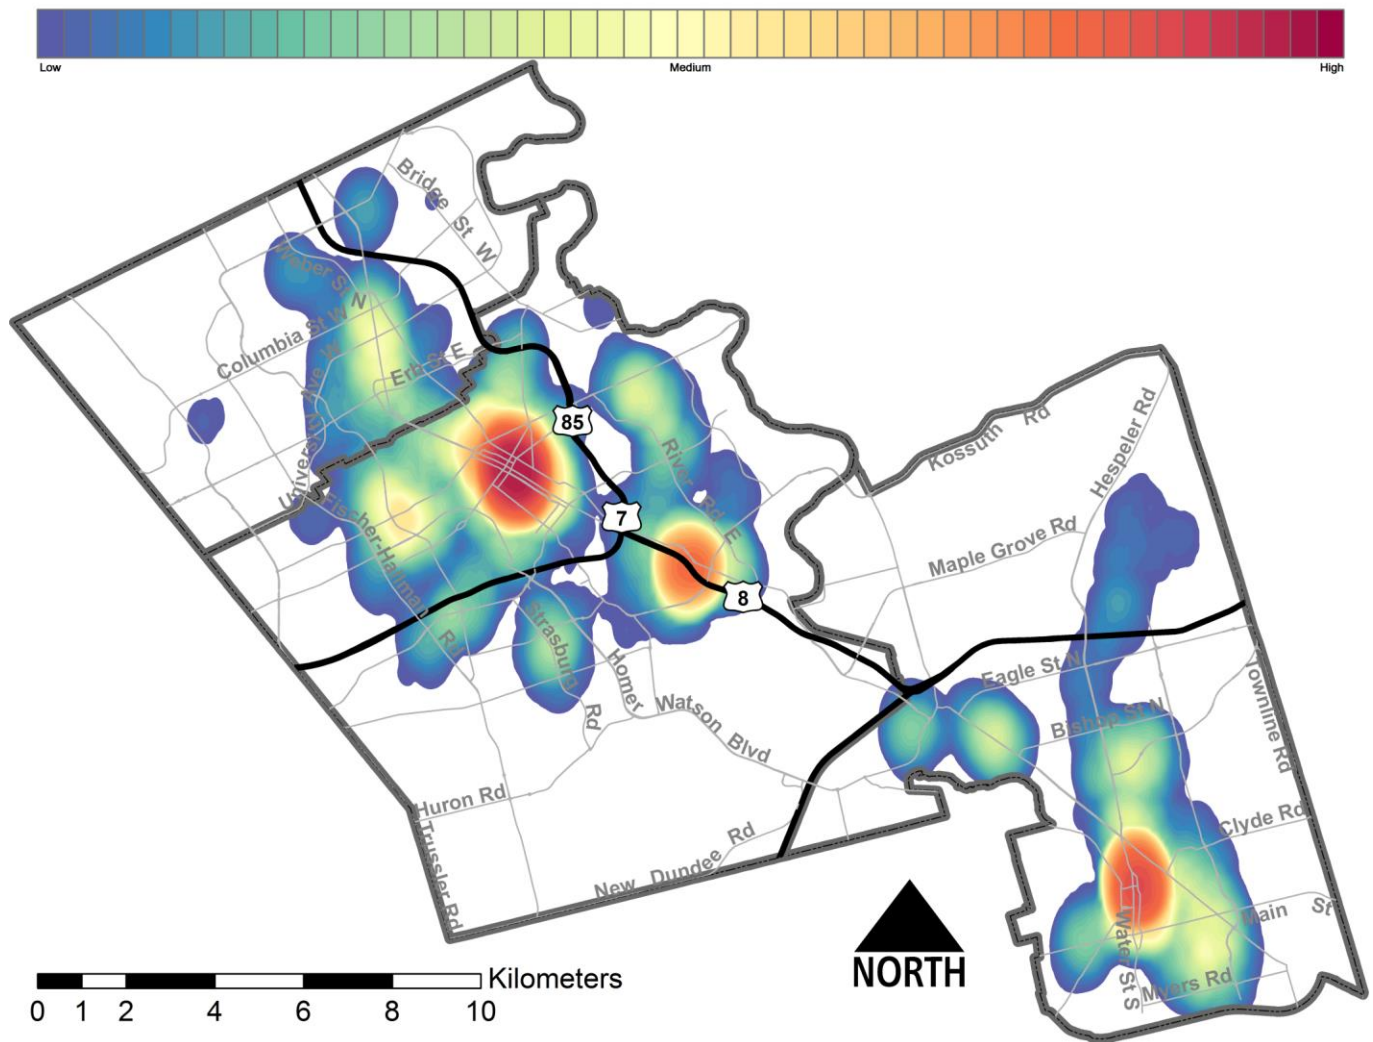 Low Medium High
Bridge St W
Weber St N
Columbia St W
Erb St E
University Ave W
85
Fischer-Hallman Rd
River Rd E
7
8
Kossuth Rd
Hespeler Rd
Maple Grove Rd
Strasburg Rd
Homer Watson Blvd
Eagle St N
Bishop St N
Townline Rd
Huron Rd
Trussler Rd
New Dundee Rd
Clyde Rd
Main St
Water St S
Myers Rd
NORTH
Kilometers
0 1 2 4 6 8 10